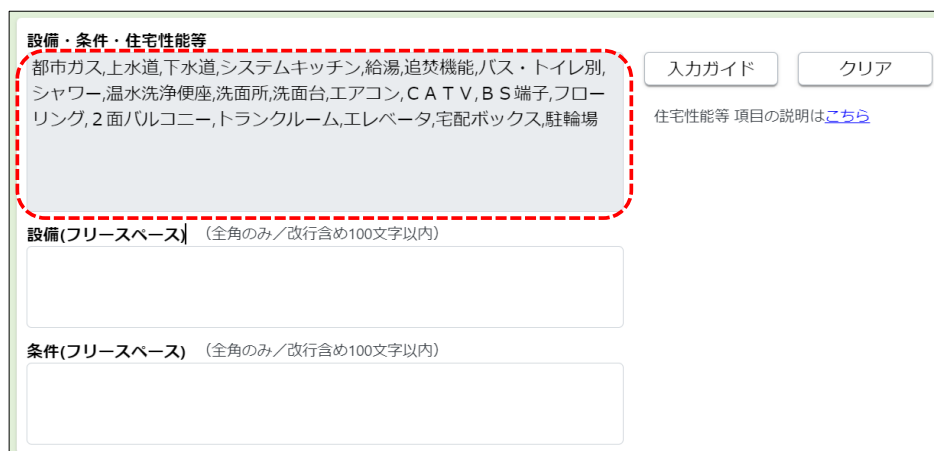 設備・条件・住宅性能等
都市ガス,上水道,下水道,システムキッチン,給湯,追焚機能,バス・トイレ別,
シャワー,温水洗浄便座,洗面所,洗面台,エアコン,ＣＡＴＶ,ＢＳ端子,フロー
リング,２面バルコニー,トランクルーム,エレベータ,宅配ボックス,駐輪場
入力ガイド
クリア
住宅性能等 項目の説明はこちら
設備(フリースペース) （全角のみ／改行含め100文字以内）
条件(フリースペース) （全角のみ／改行含め100文字以内）